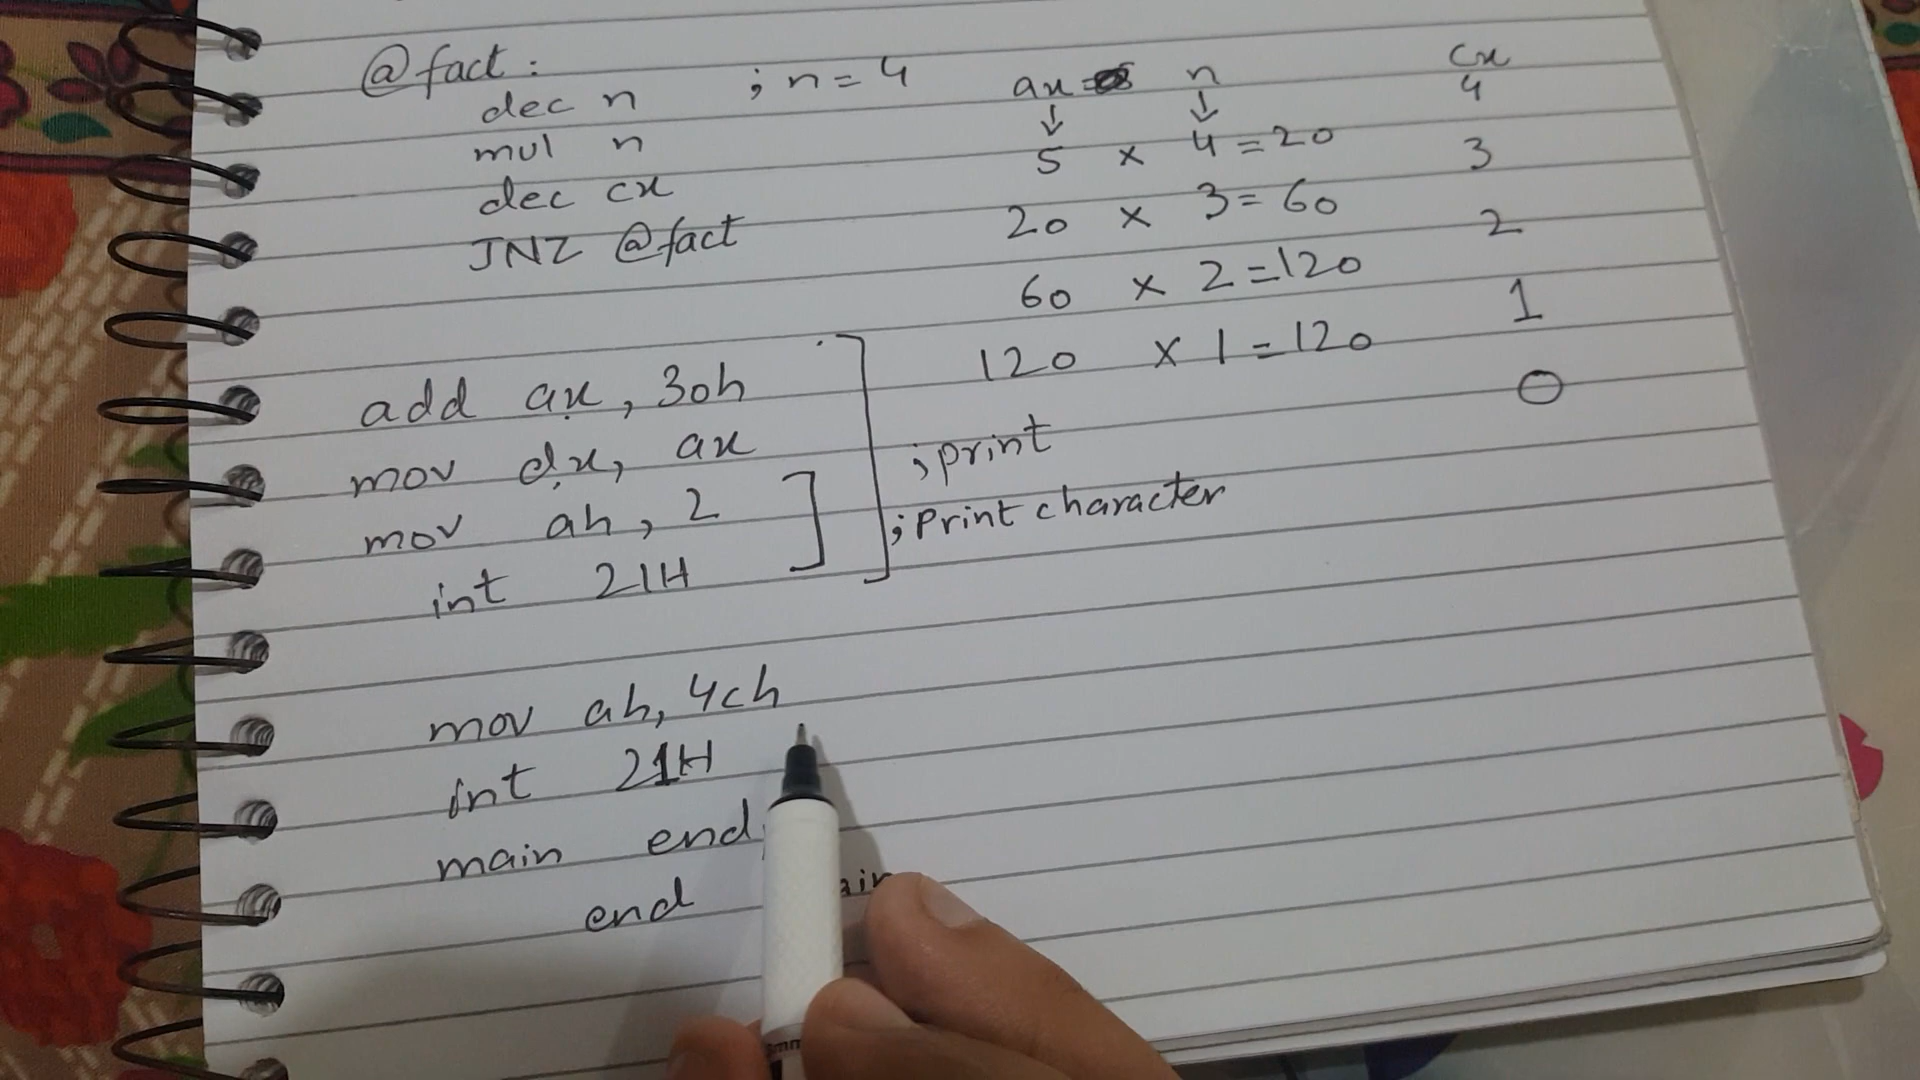 @fact :
dec n ; n = 4
mul n
dec cx
JNZ @fact
ax = n cx
↓ ↓ 4
5 x 4 = 20 3
20 x 3 = 60 2
60 x 2 = 120 1
120 x 1 = 120 0
add ax, 30h
mov dx, ax ; print
mov ah, 2 ; Print character
int 21H
mov ah, 4ch
int 21H
main end
end